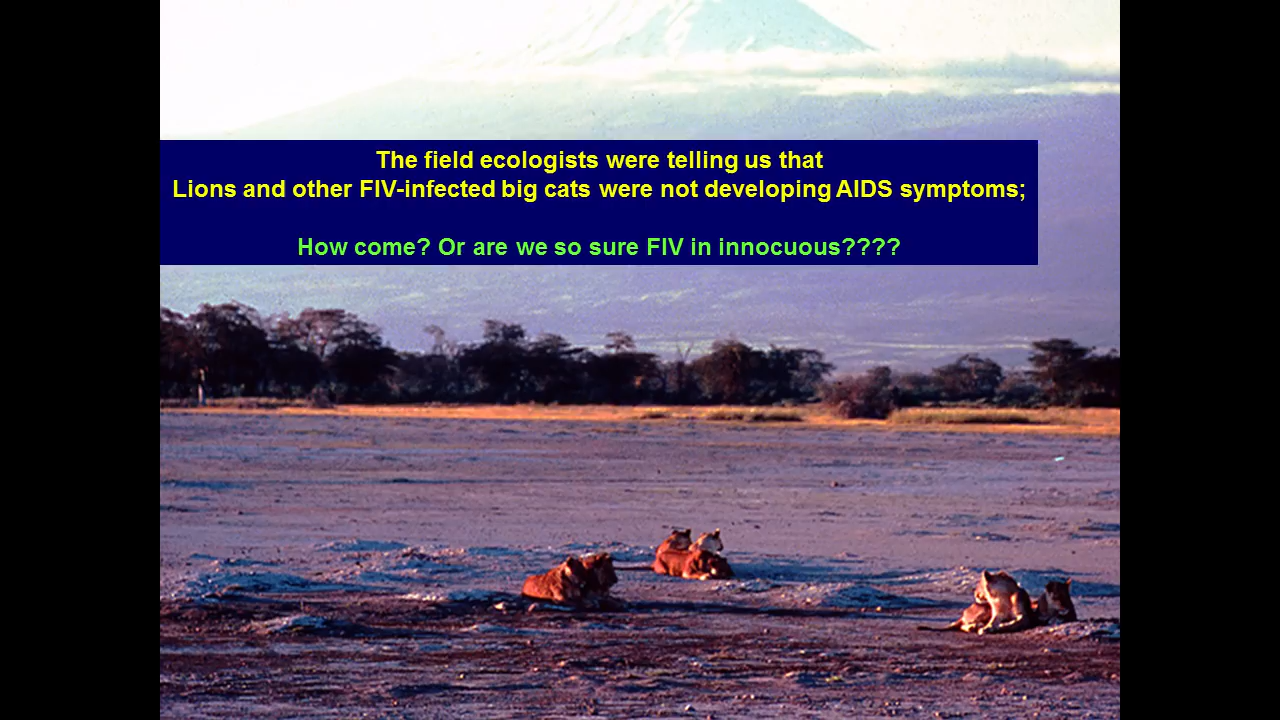 The field ecologists were telling us that
Lions and other FIV-infected big cats were not developing AIDS symptoms;
How come? Or are we so sure FIV in innocuous????